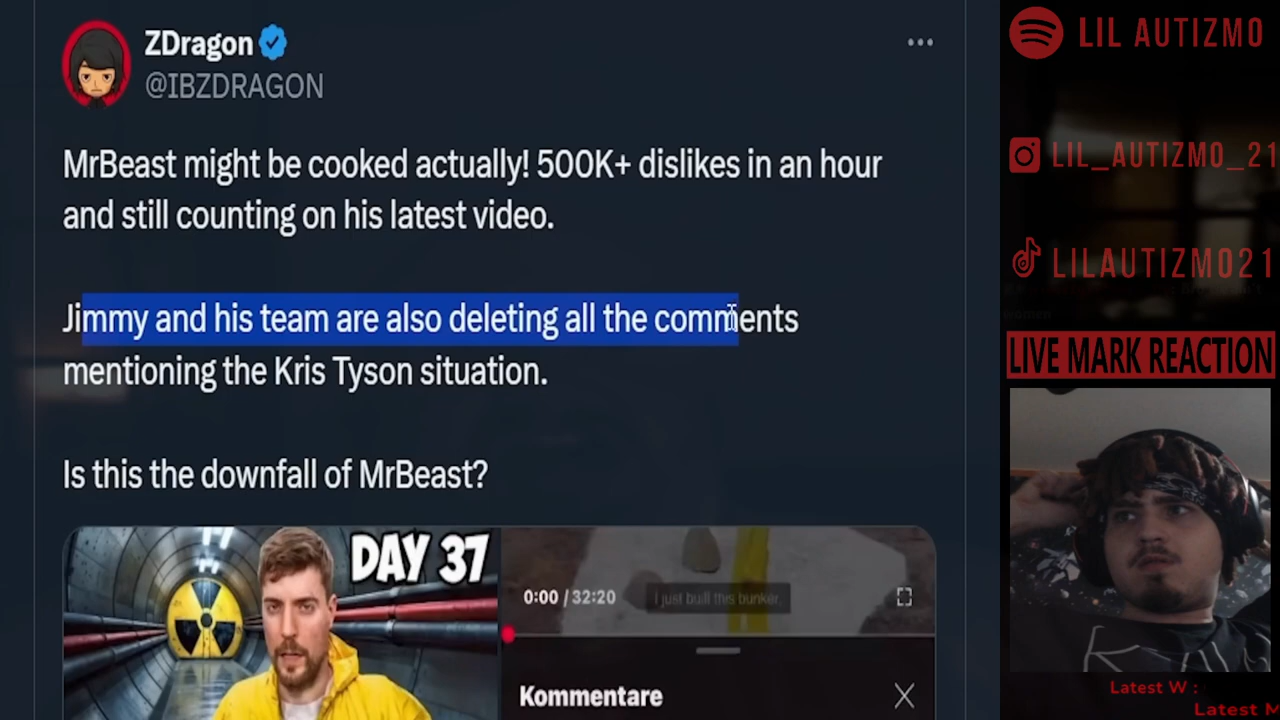 ZDragon
@IBZDRAGON
MrBeast might be cooked actually! 500K+ dislikes in an hour
and still counting on his latest video.
Jimmy and his team are also deleting all the comments
mentioning the Kris Tyson situation.
Is this the downfall of MrBeast?
DAY 37
0:00 / 32:20
i just built this bunker,
Kommentare
LIL AUTIZMO
LIL_AUTIZMO_21
LILAUTIZMO21
women
LIVE MARK REACTION
Latest W :
Latest M